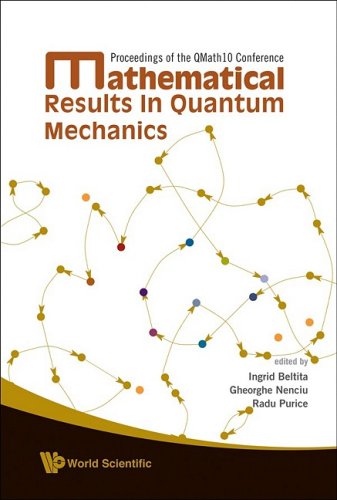 Proceedings of the QMath10 Conference
Mathematical
Results In Quantum
Mechanics
edited by
Ingrid Beltita
Gheorghe Nenciu
Radu Purice
World Scientific